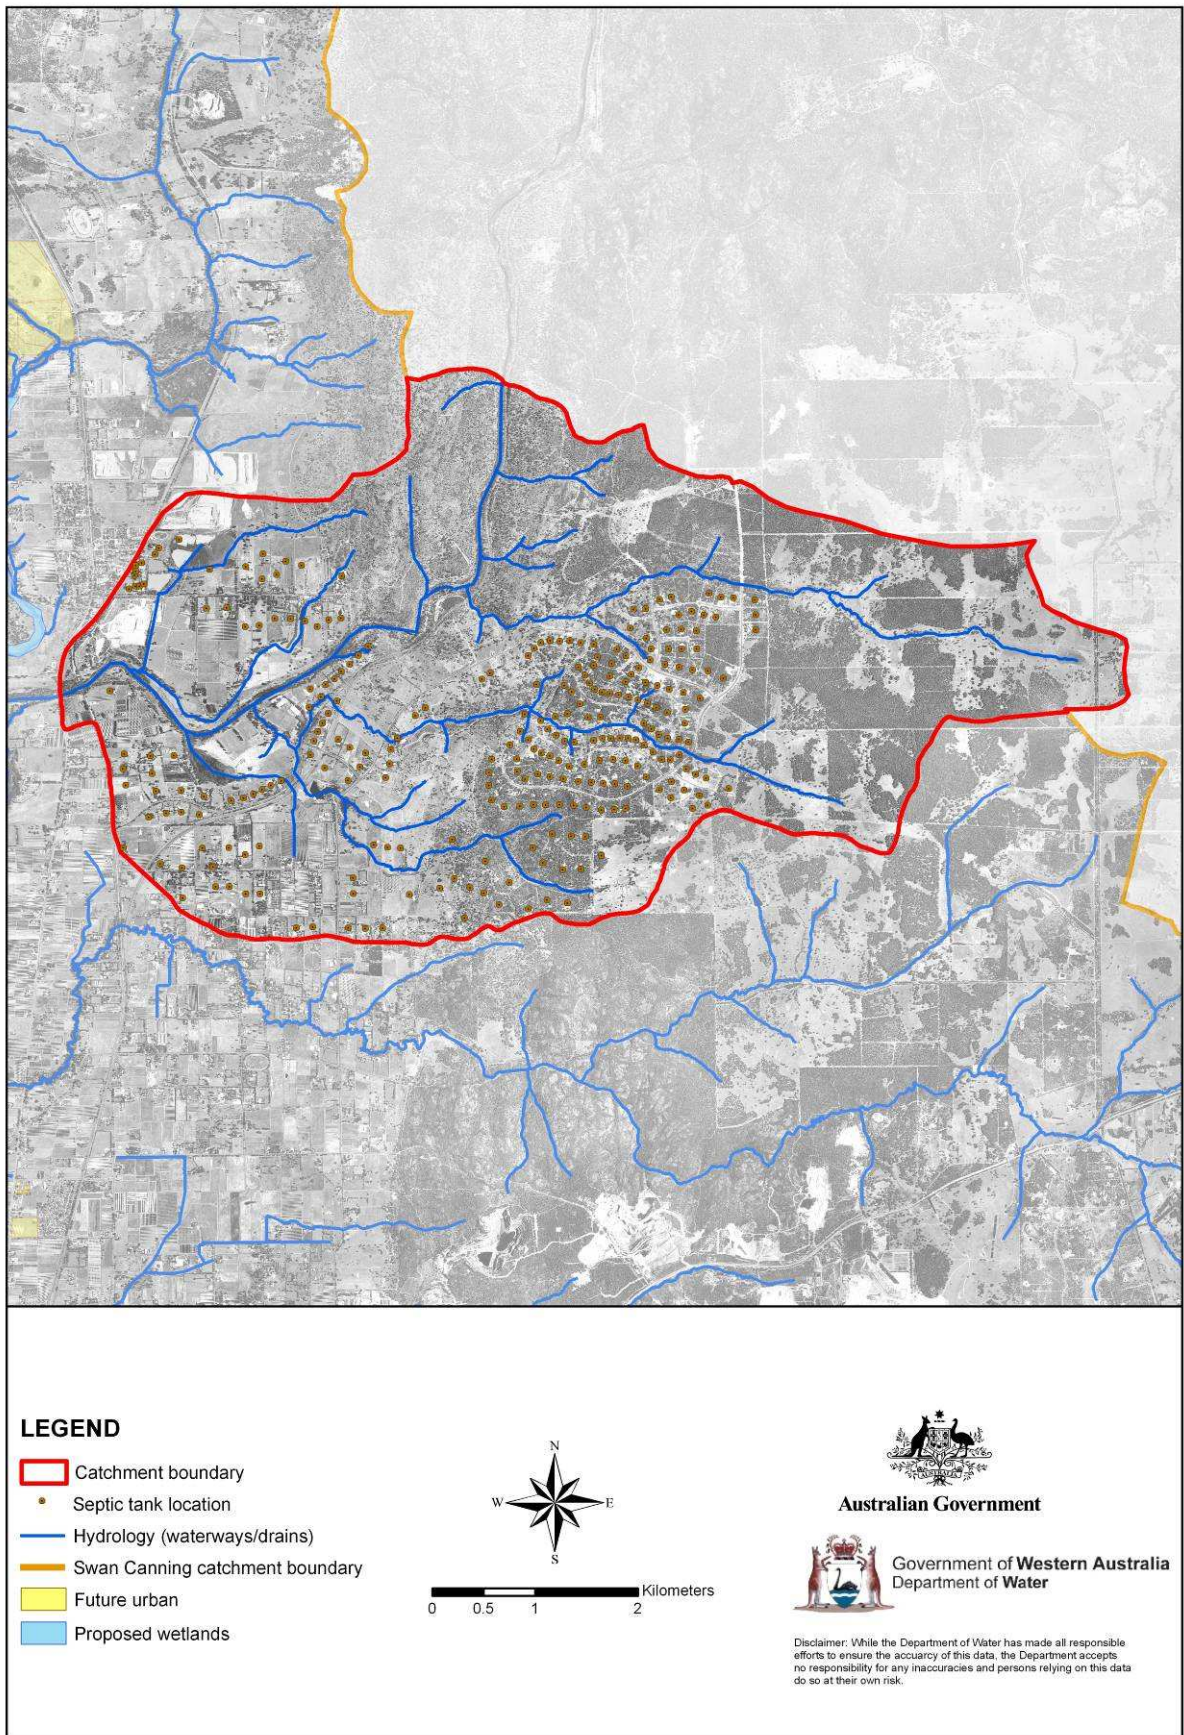 LEGEND
Catchment boundary
Septic tank location
Hydrology (waterways/drains)
Swan Canning catchment boundary
Future urban
Proposed wetlands
N
W
E
S
Kilometers
0
0.5
1
2
AUSTRALIA
Australian Government
Government of Western Australia
Department of Water
Disclaimer: While the Department of Water has made all responsible
efforts to ensure the accuarcy of this data, the Department accepts
no responsibility for any inaccuracies and persons relying on this data
do so at their own risk.